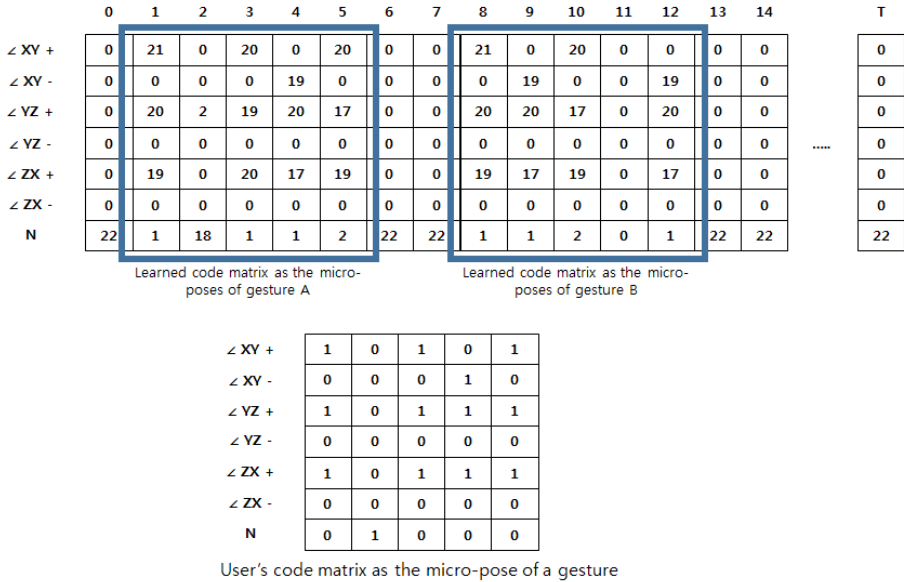 0 1 2 3 4 5 6 7 8 9 10 11 12 13 14 T
∠ XY + 0 21 0 20 0 20 0 0 21 0 20 0 0 0 0 0
∠ XY - 0 0 0 0 19 0 0 0 0 19 0 0 19 0 0 0
∠ YZ + 0 20 2 19 20 17 0 0 20 20 17 0 20 0 0 0
∠ YZ - 0 0 0 0 0 0 0 0 0 0 0 0 0 0 0 ..... 0
∠ ZX + 0 19 0 20 17 19 0 0 19 17 19 0 17 0 0 0
∠ ZX - 0 0 0 0 0 0 0 0 0 0 0 0 0 0 0 0
N 22 1 18 1 1 2 22 22 1 1 2 0 1 22 22 22
Learned code matrix as the micro-
poses of gesture A
Learned code matrix as the micro-
poses of gesture B
∠ XY + 1 0 1 0 1
∠ XY - 0 0 0 1 0
∠ YZ + 1 0 1 1 1
∠ YZ - 0 0 0 0 0
∠ ZX + 1 0 1 1 1
∠ ZX - 0 0 0 0 0
N 0 1 0 0 0
User's code matrix as the micro-pose of a gesture